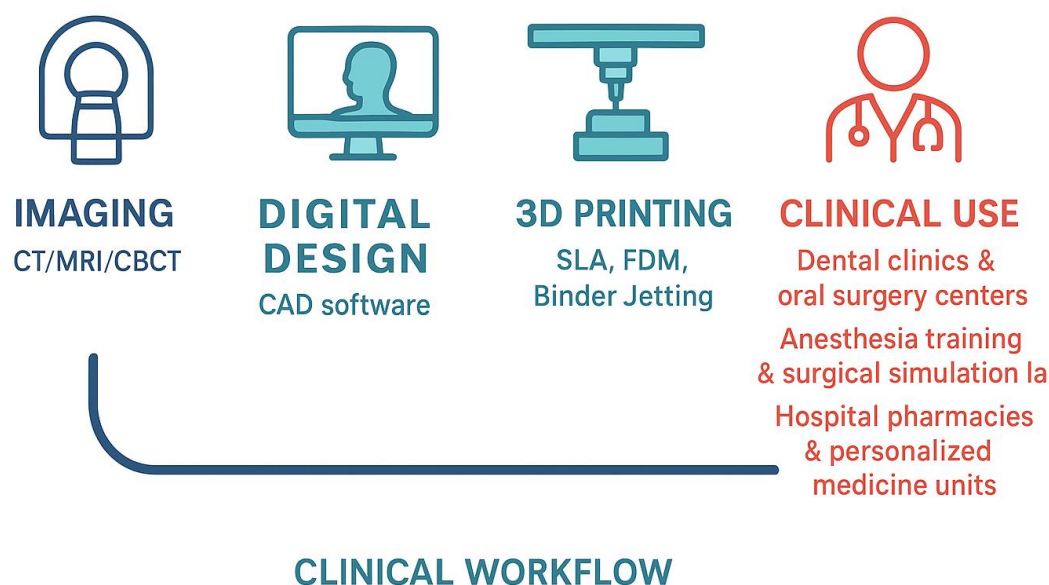 IMAGING
CT/MRI/CBCT
DIGITAL
DESIGN
CAD software
3D PRINTING
SLA, FDM,
Binder Jetting
CLINICAL USE
Dental clinics &
oral surgery centers
Anesthesia training
& surgical simulation la
Hospital pharmacies
& personalized
medicine units
CLINICAL WORKFLOW